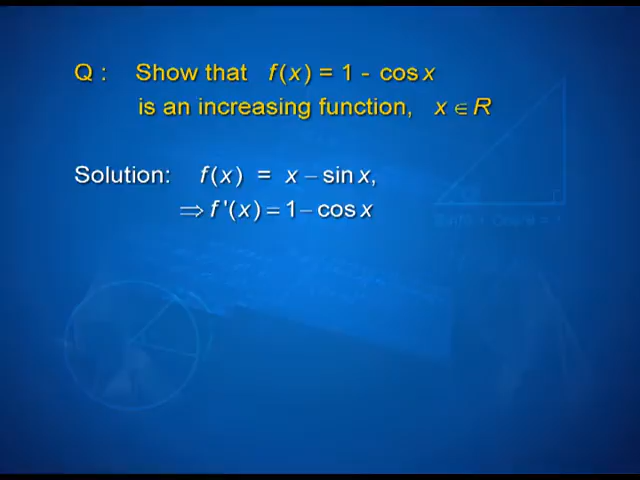 Q : Show that f(x) = 1 - cos x
is an increasing function, x ∈ R
Solution: f(x) = x – sin x,
⇒ f '(x) = 1 – cos x